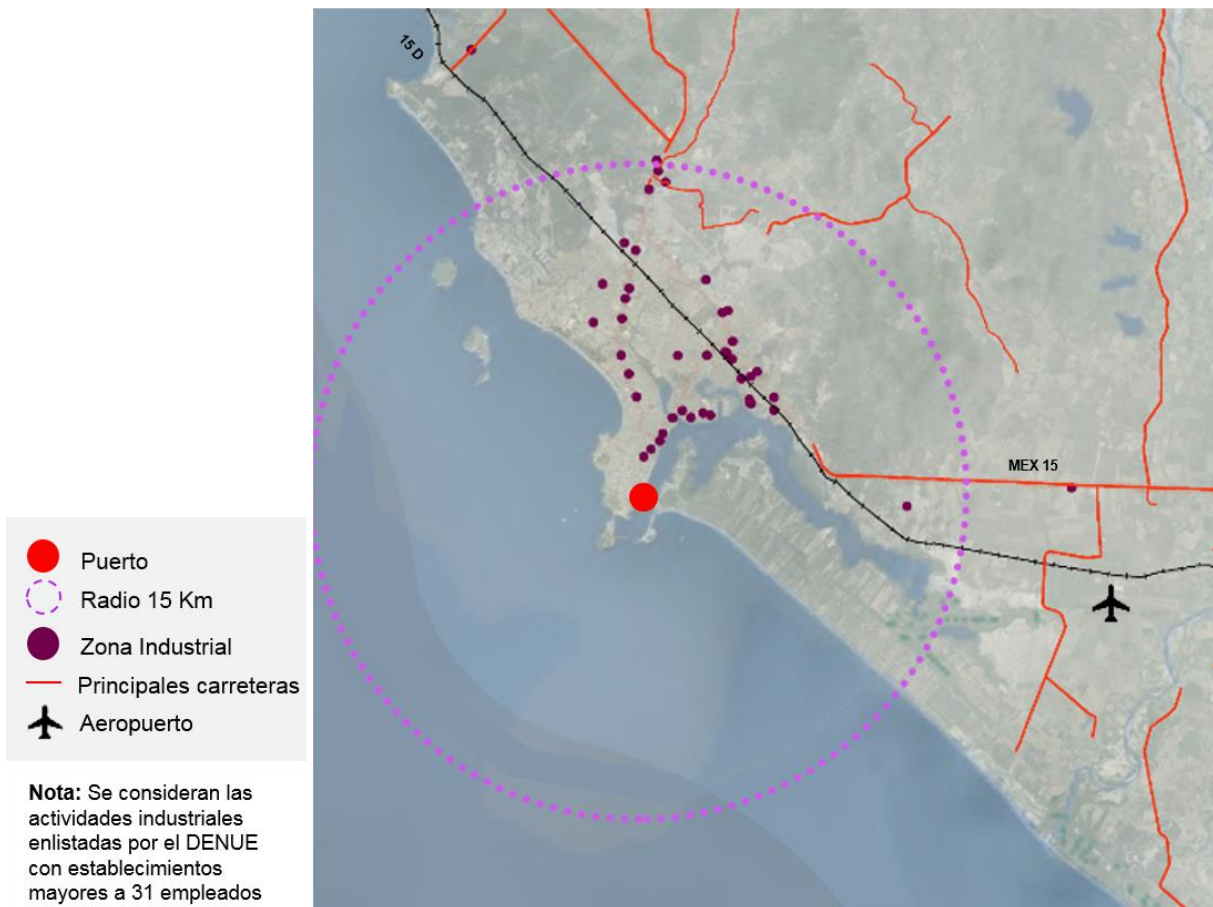 15 D
MEX 15
Puerto
Radio 15 Km
Zona Industrial
Principales carreteras
Aeropuerto
Nota: Se consideran las
actividades industriales
enlistadas por el DENUE
con establecimientos
mayores a 31 empleados